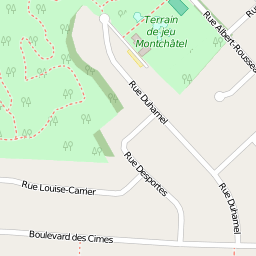 Terrain
de jeu
Montchâtel
Rue Albert-Rousseau
Rue Duhamel
Rue Desportes
Rue Louise-Carrier
Rue Duhamel
Boulevard des Cimes